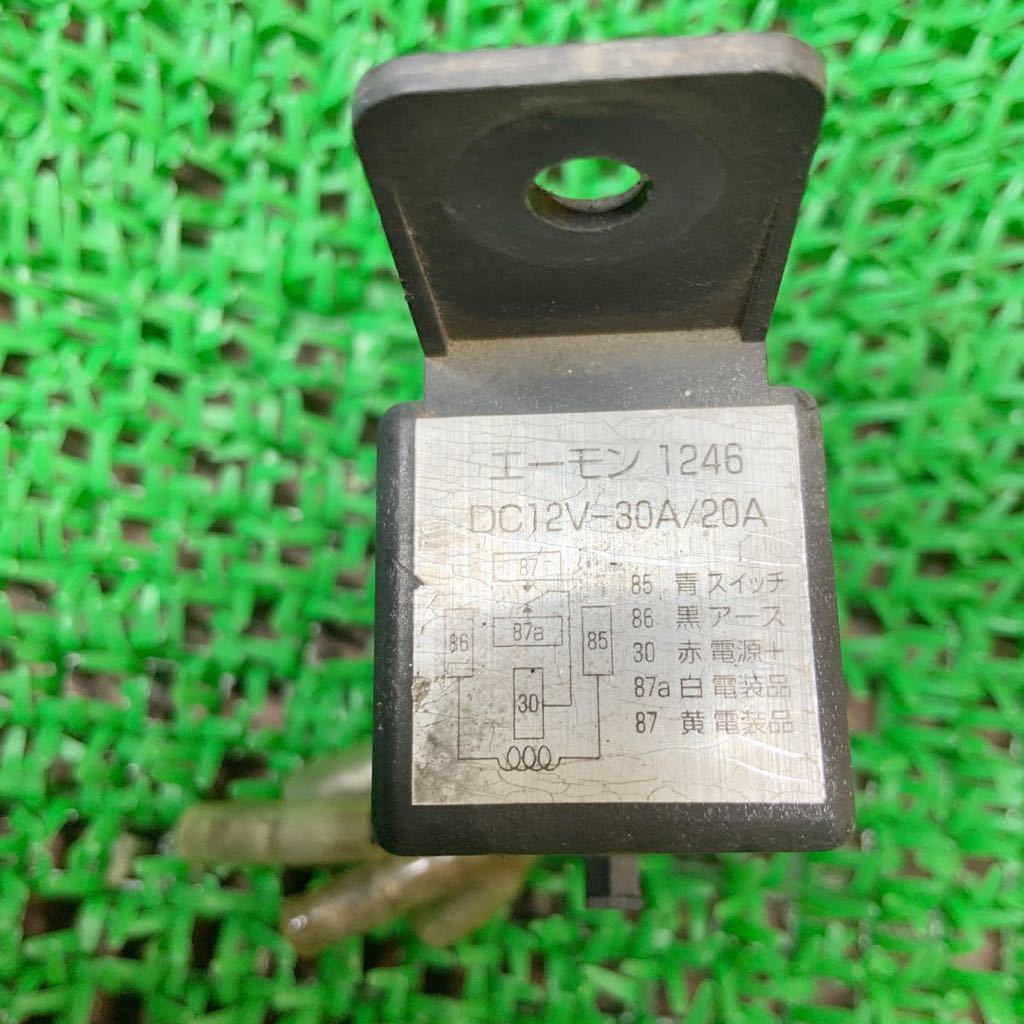 エーモン 1246
DC12V-30A/20A
87
86
87a
85
30
85 青 スイッチ
86 黒 アース
30 赤 電源+
87a 白 電装品
87 黄 電装品